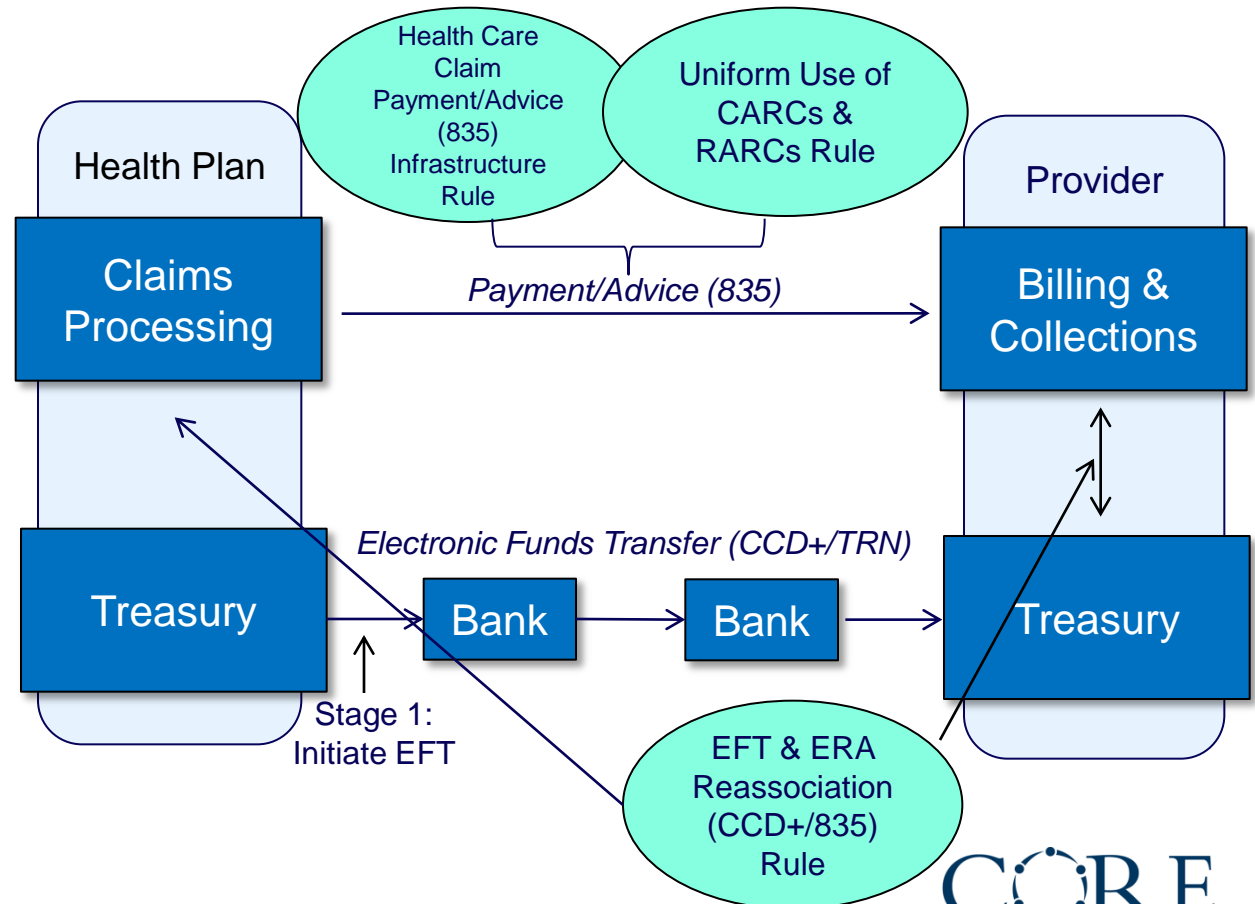 Health Care
Claim
Payment/Advice
(835)
Infrastructure
Rule
Uniform Use of
CARCs &
RARCs Rule
Health Plan
Provider
Claims
Processing
Payment/Advice (835)
Billing &
Collections
Electronic Funds Transfer (CCD+/TRN)
Treasury
Bank
Bank
Treasury
Stage 1:
Initiate EFT
EFT & ERA
Reassociation
(CCD+/835)
Rule
CORE